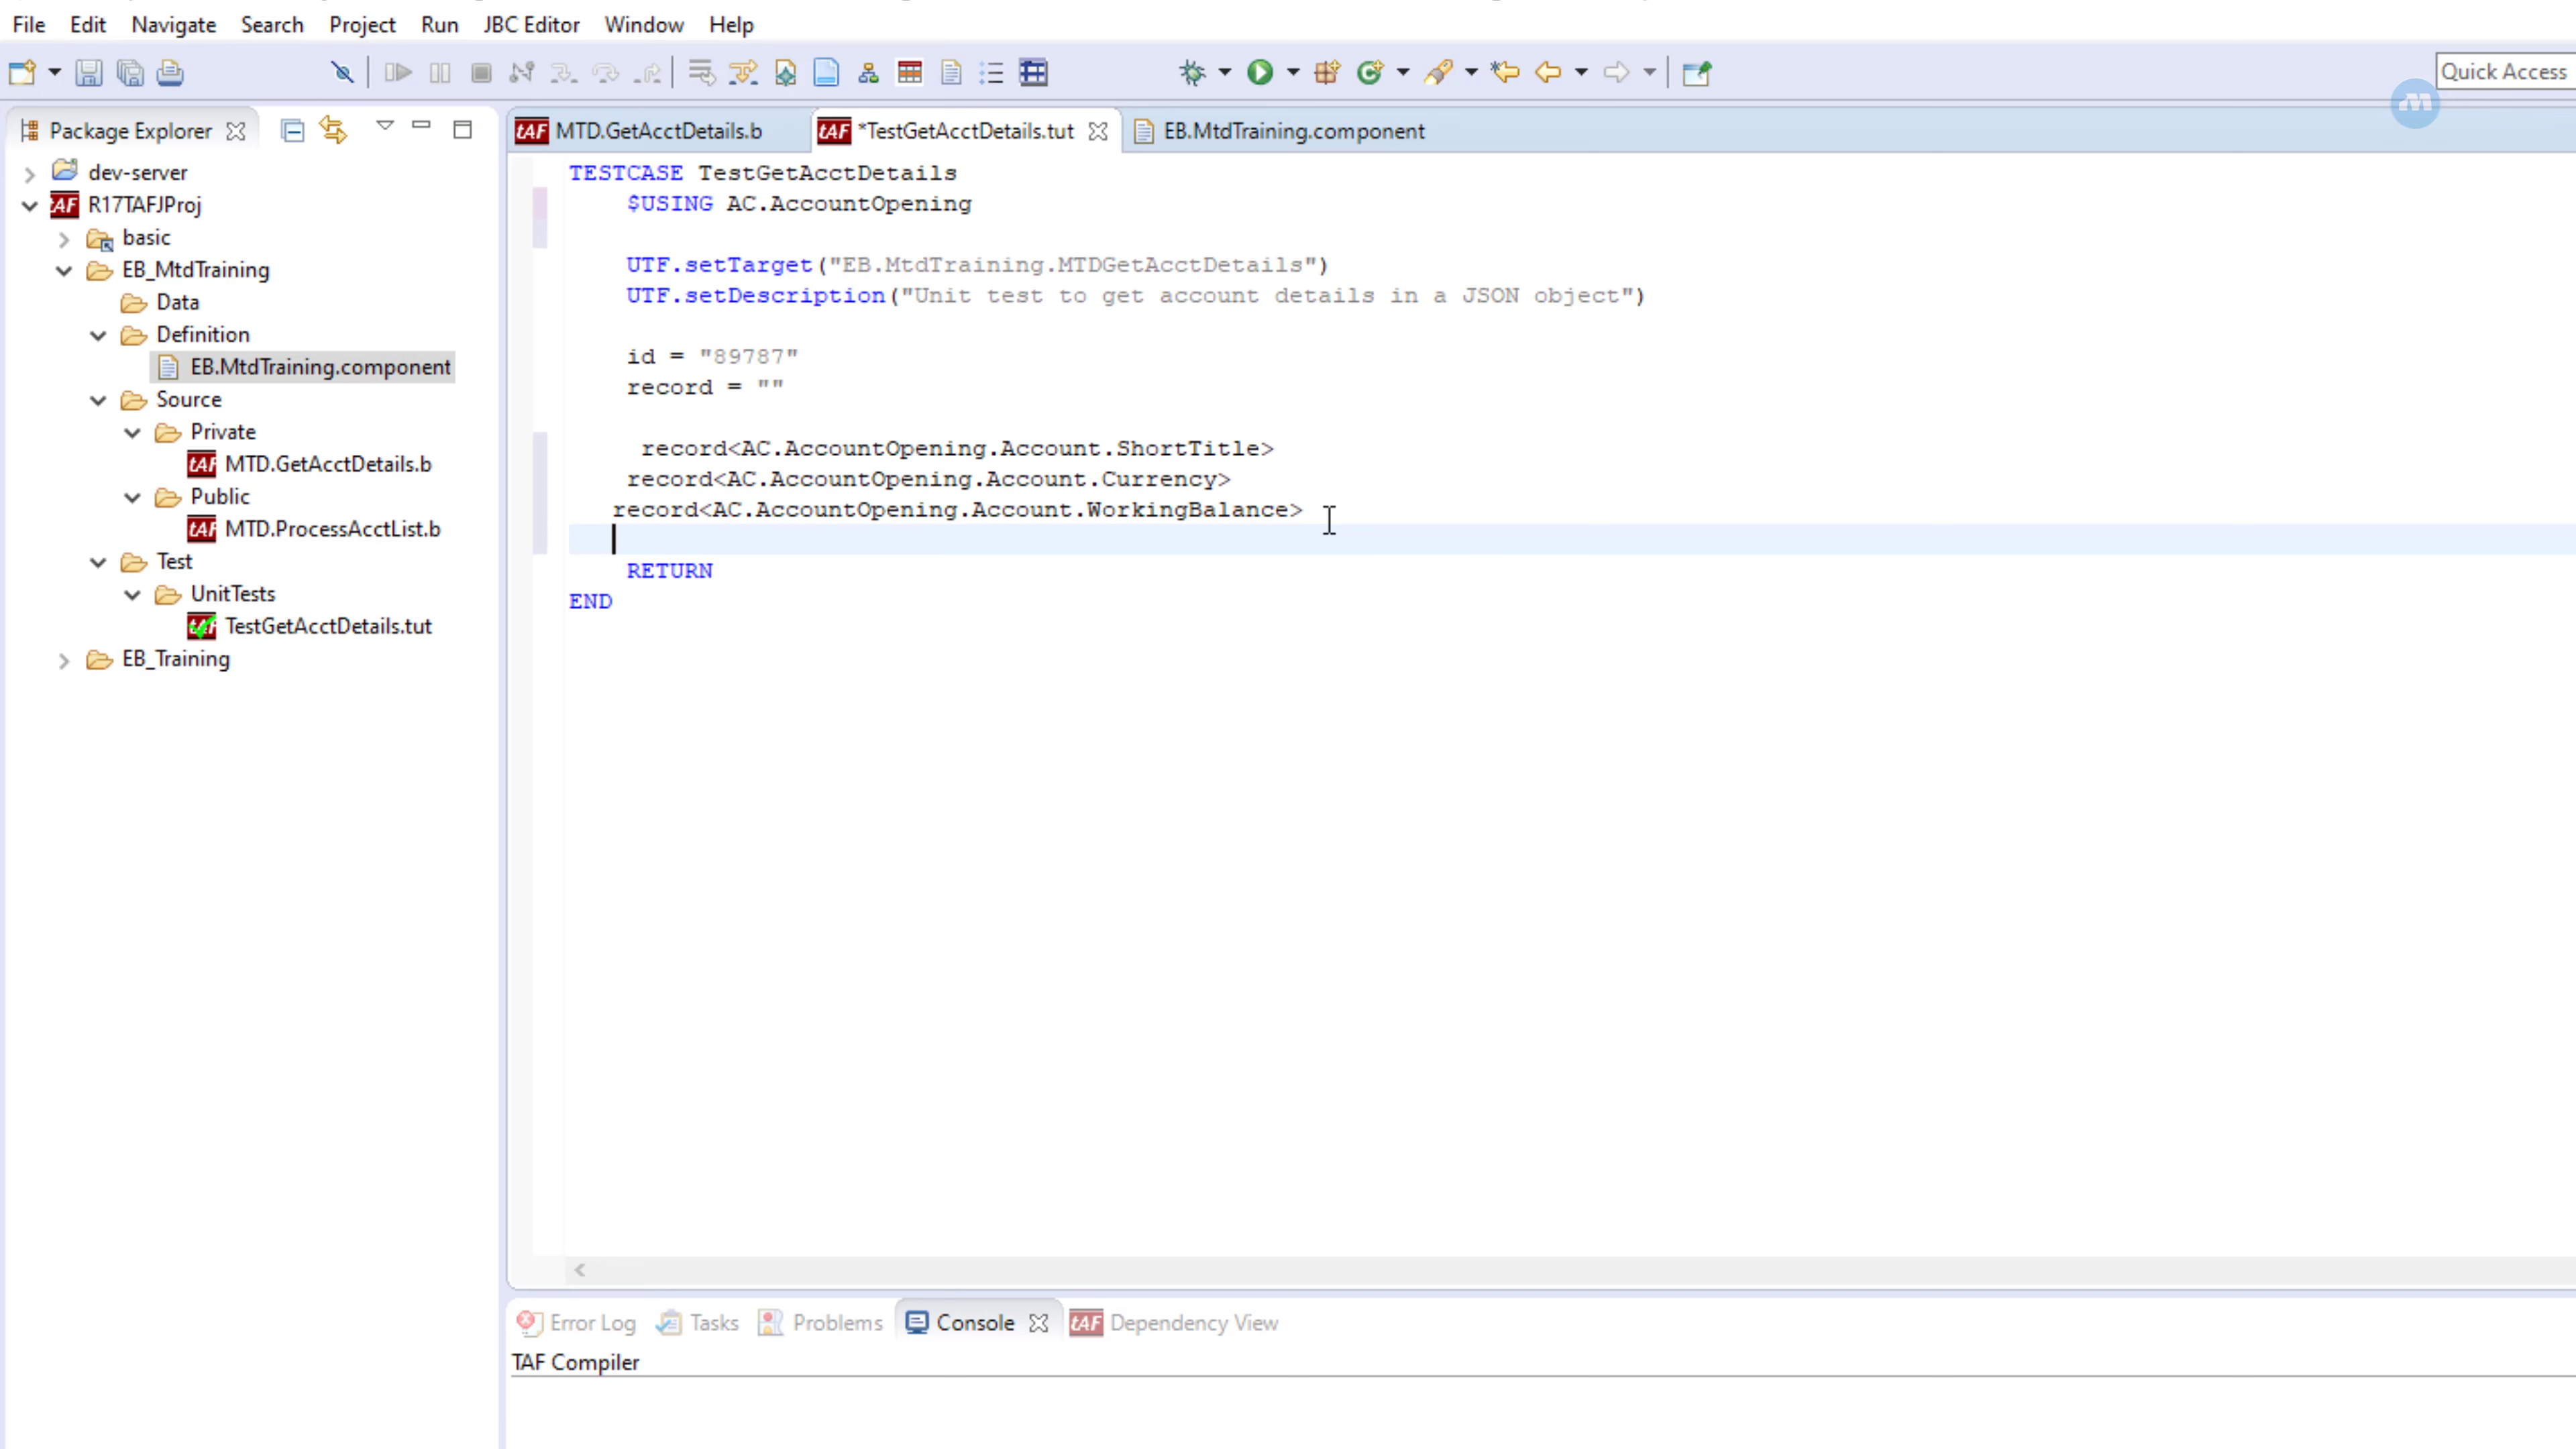 File Edit Navigate Search Project Run JBC Editor Window Help
Quick Access
Package Explorer
dev-server
R17TAFJProj
basic
EB_MtdTraining
Data
Definition
EB.MtdTraining.component
Source
Private
MTD.GetAcctDetails.b
Public
MTD.ProcessAcctList.b
Test
UnitTests
TestGetAcctDetails.tut
EB_Training
MTD.GetAcctDetails.b *TestGetAcctDetails.tut EB.MtdTraining.component
TESTCASE TestGetAcctDetails
$USING AC.AccountOpening
UTF.setTarget("EB.MtdTraining.MTDGetAcctDetails")
UTF.setDescription("Unit test to get account details in a JSON object")
id = "89787"
record = ""
record<AC.AccountOpening.Account.ShortTitle>
record<AC.AccountOpening.Account.Currency>
record<AC.AccountOpening.Account.WorkingBalance>
RETURN
END
Error Log Tasks Problems Console Dependency View
TAF Compiler